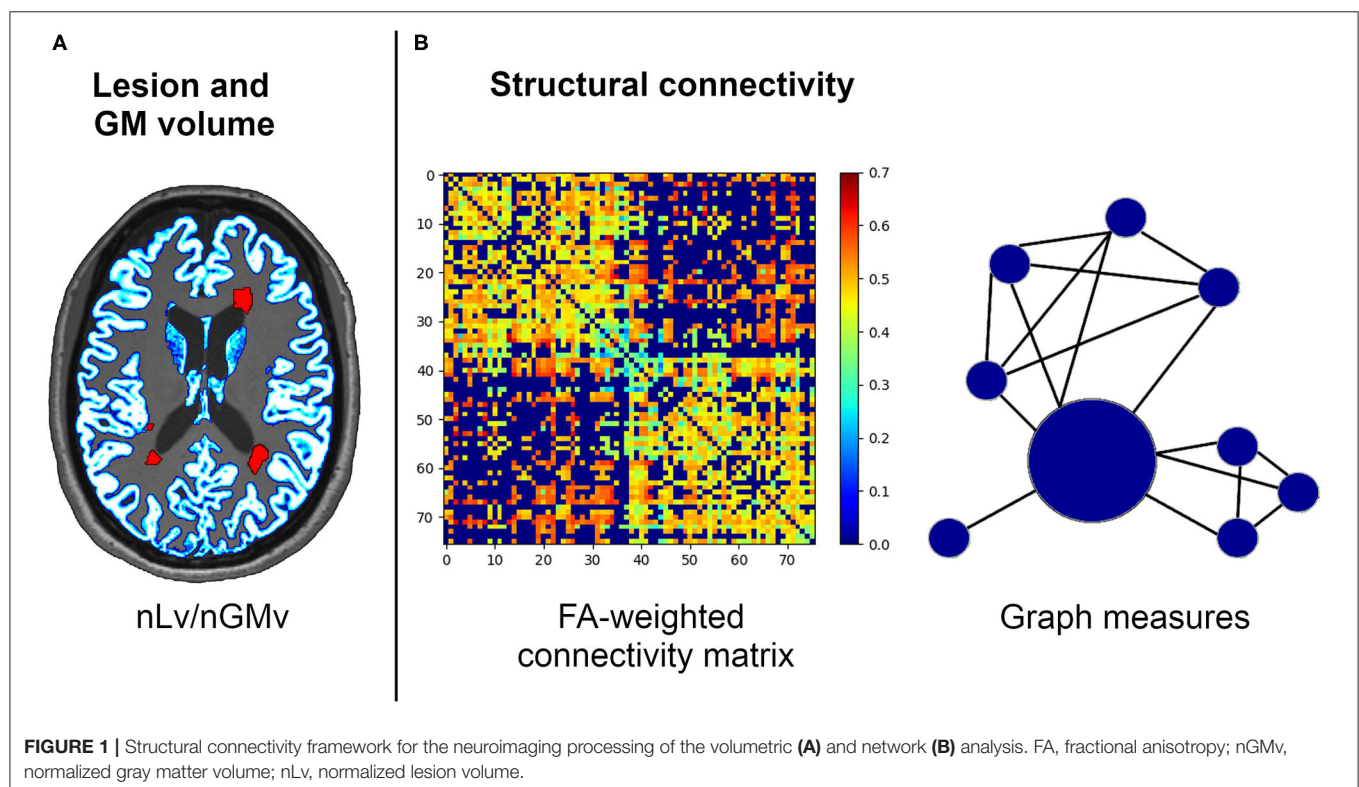 A
Lesion and
GM volume
nLv/nGMv
B
Structural connectivity
0
10
20
30
40
50
60
70
0 10 20 30 40 50 60 70
0.7
0.6
0.5
0.4
0.3
0.2
0.1
0.0
FA-weighted
connectivity matrix
Graph measures
FIGURE 1 | Structural connectivity framework for the neuroimaging processing of the volumetric (A) and network (B) analysis. FA, fractional anisotropy; nGMv,
normalized gray matter volume; nLv, normalized lesion volume.